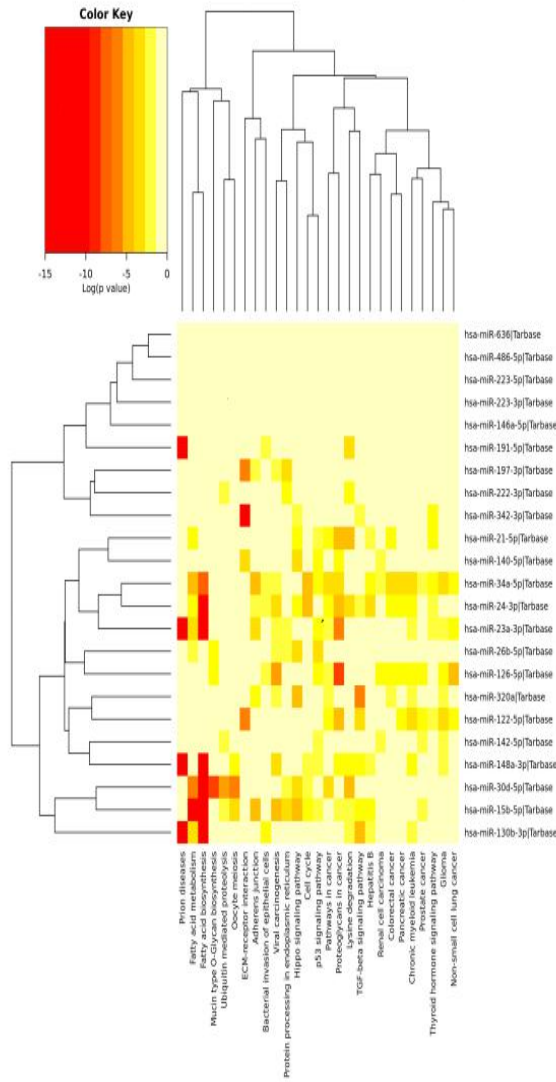 Color Key
-15 -10 -5 0
Log(p value)
hsa-miR-636|Tarbase
hsa-miR-486-5p|Tarbase
hsa-miR-223-5p|Tarbase
hsa-miR-223-3p|Tarbase
hsa-miR-146a-5p|Tarbase
hsa-miR-191-5p|Tarbase
hsa-miR-197-3p|Tarbase
hsa-miR-222-3p|Tarbase
hsa-miR-342-3p|Tarbase
hsa-miR-21-5p|Tarbase
hsa-miR-140-5p|Tarbase
hsa-miR-34a-5p|Tarbase
hsa-miR-24-3p|Tarbase
hsa-miR-23a-3p|Tarbase
hsa-miR-26b-5p|Tarbase
hsa-miR-126-5p|Tarbase
hsa-miR-320a|Tarbase
hsa-miR-122-5p|Tarbase
hsa-miR-142-5p|Tarbase
hsa-miR-148a-3p|Tarbase
hsa-miR-30d-5p|Tarbase
hsa-miR-15b-5p|Tarbase
hsa-miR-130b-3p|Tarbase
Prion diseases
Fatty acid metabolism
Fatty acid biosynthesis
Mucin type O-Glycan biosynthesis
Ubiquitin mediated proteolysis
Oocyte meiosis
ECM-receptor interaction
Adherens junction
Bacterial invasion of epithelial cells
Viral carcinogenesis
Protein processing in endoplasmic reticulum
Hippo signaling pathway
Cell cycle
p53 signaling pathway
Pathways in cancer
Proteoglycans in cancer
Lysine degradation
TGF-beta signaling pathway
Hepatitis B
Renal cell carcinoma
Colorectal cancer
Pancreatic cancer
Chronic myeloid leukemia
Prostate cancer
Thyroid hormone signaling pathway
Glioma
Non-small cell lung cancer